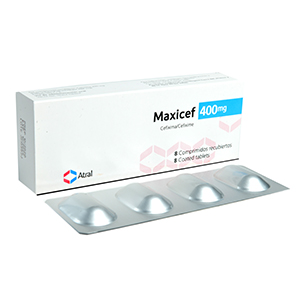 Maxicef 400mg
Cefixima/Cefixime
8 Comprimidos recubiertos
8 Coated tablets
Atral